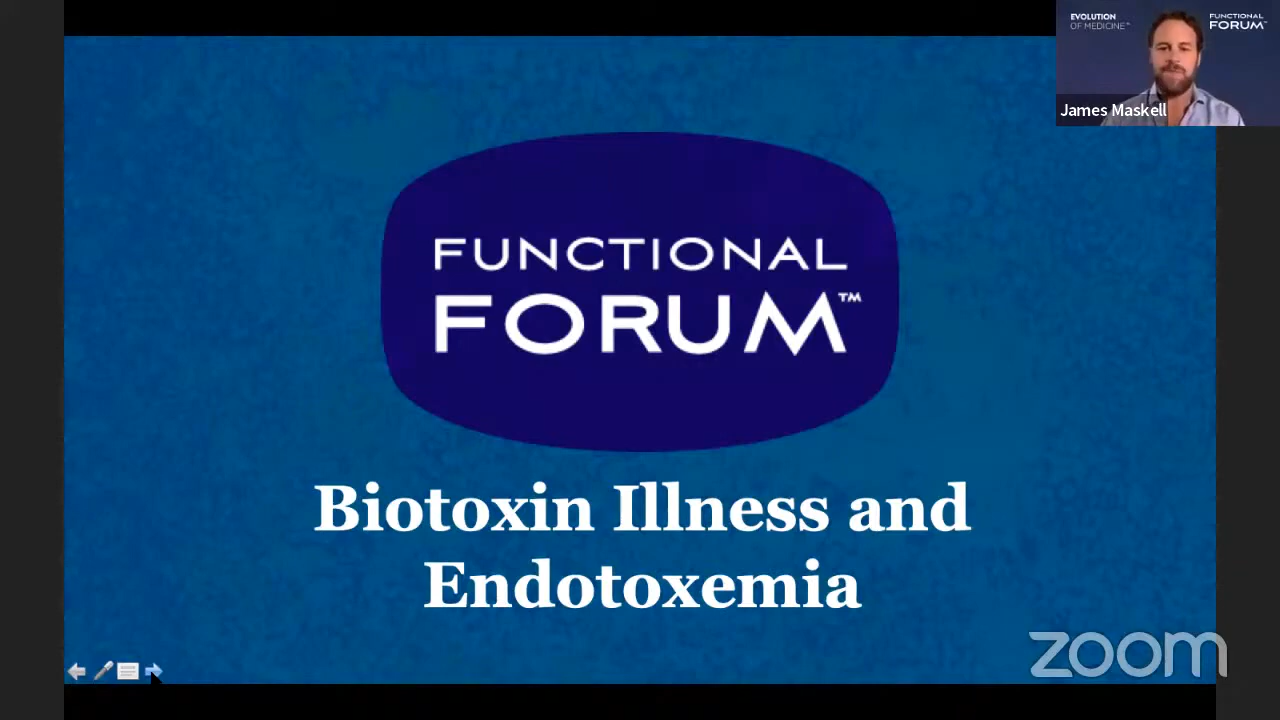 EVOLUTION
OF MEDICINE™
FUNCTIONAL
FORUM™
James Maskell
FUNCTIONAL
FORUM™
Biotoxin Illness and
Endotoxemia
zoom